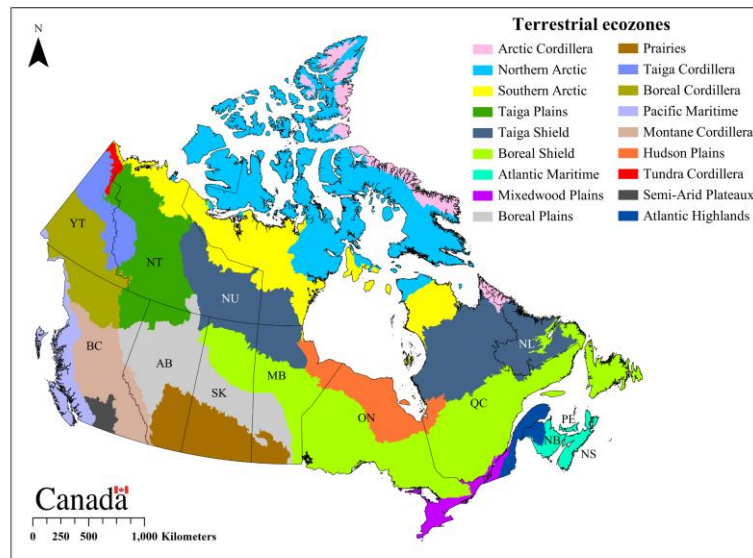 Terrestrial ecozones
N
Arctic Cordillera
Northern Arctic
Southern Arctic
Taiga Plains
Taiga Shield
Boreal Shield
Atlantic Maritime
Mixedwood Plains
Boreal Plains
Prairies
Taiga Cordillera
Boreal Cordillera
Pacific Maritime
Montane Cordillera
Hudson Plains
Tundra Cordillera
Semi-Arid Plateaux
Atlantic Highlands
YT
NT
NU
BC
AB
SK
MB
ON
QC
NL
PE
NB
NS
Canada
0 250 500 1,000 Kilometers